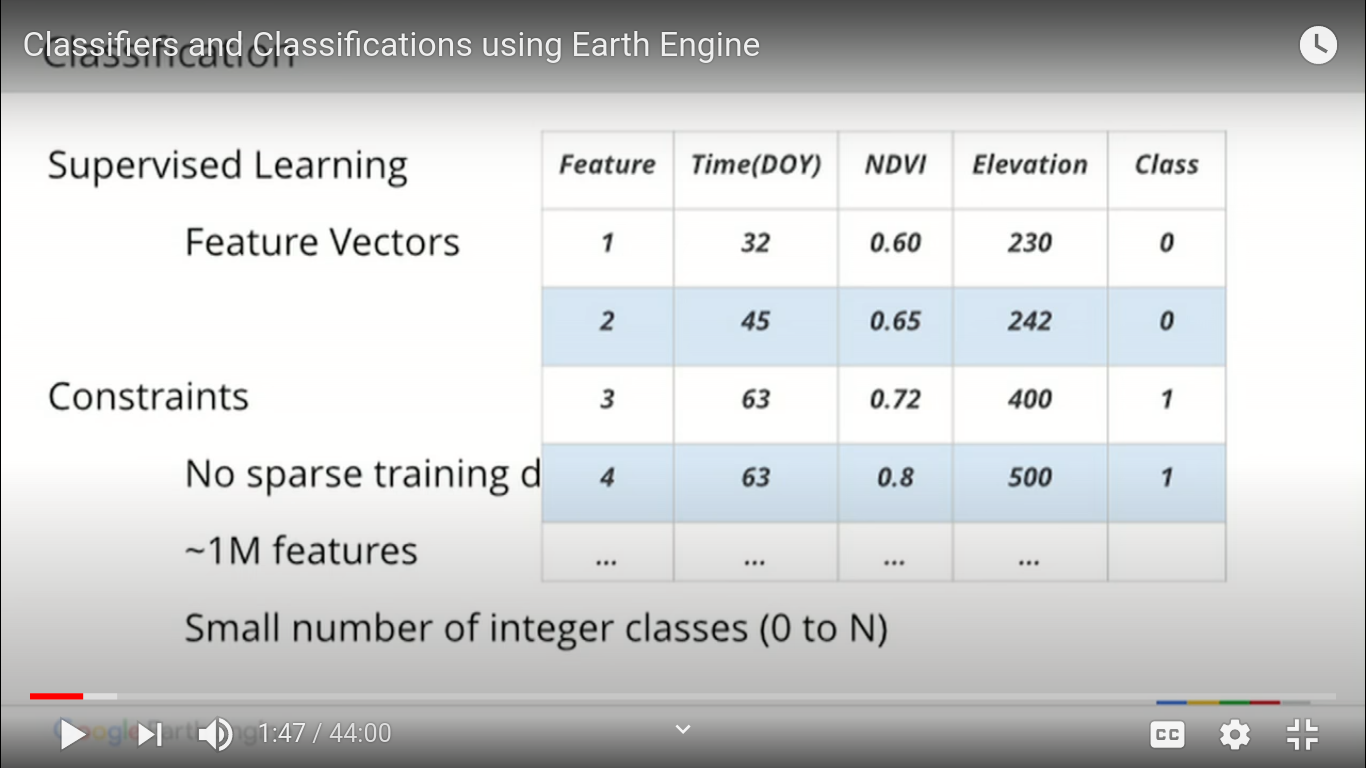 Classifiers and Classifications using Earth Engine
Classification
Supervised Learning
Feature Vectors
Constraints
No sparse training d
~1M features
Small number of integer classes (0 to N)
Feature Time(DOY) NDVI Elevation Class
1 32 0.60 230 0
2 45 0.65 242 0
3 63 0.72 400 1
4 63 0.8 500 1
... ... ... ...
1:47 / 44:00
CC